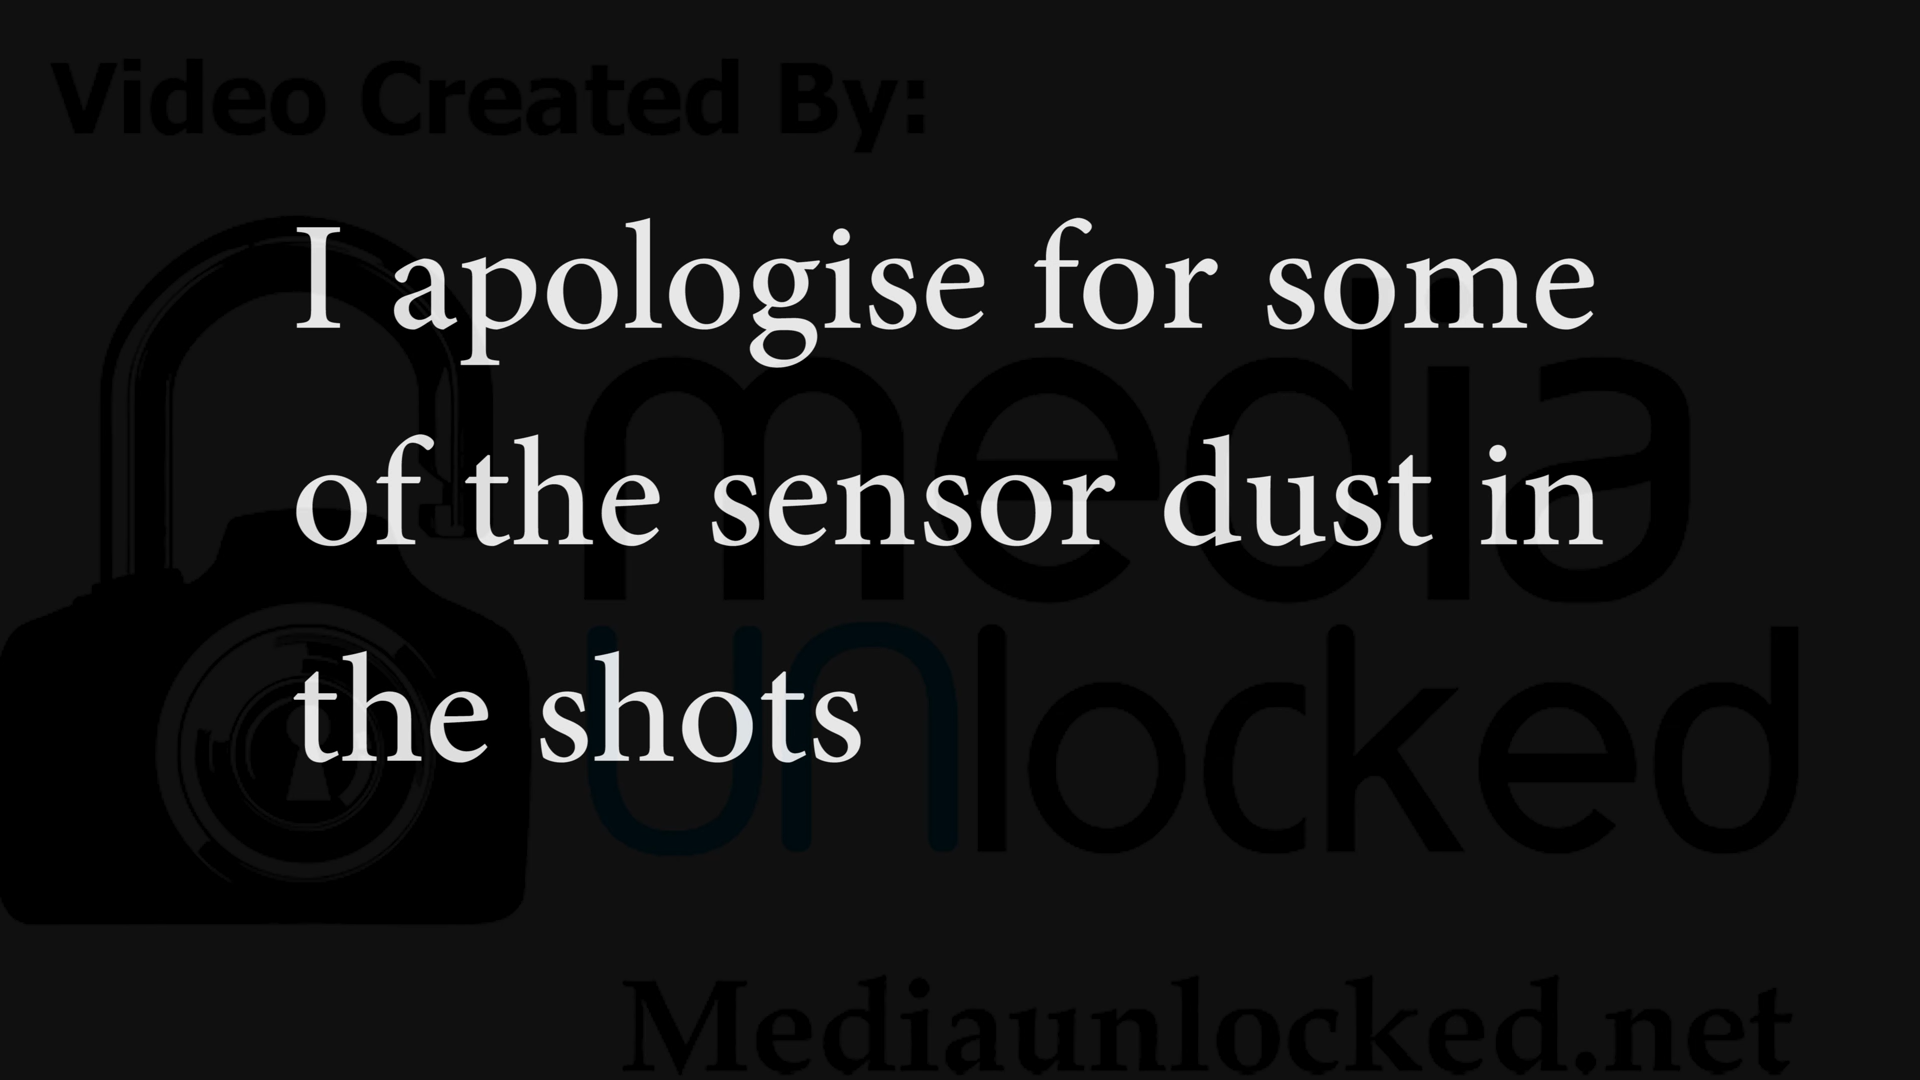 Video Created By:
I apologise for some
of the sensor dust in
the shots
media
unlocked
Mediaunlocked.net